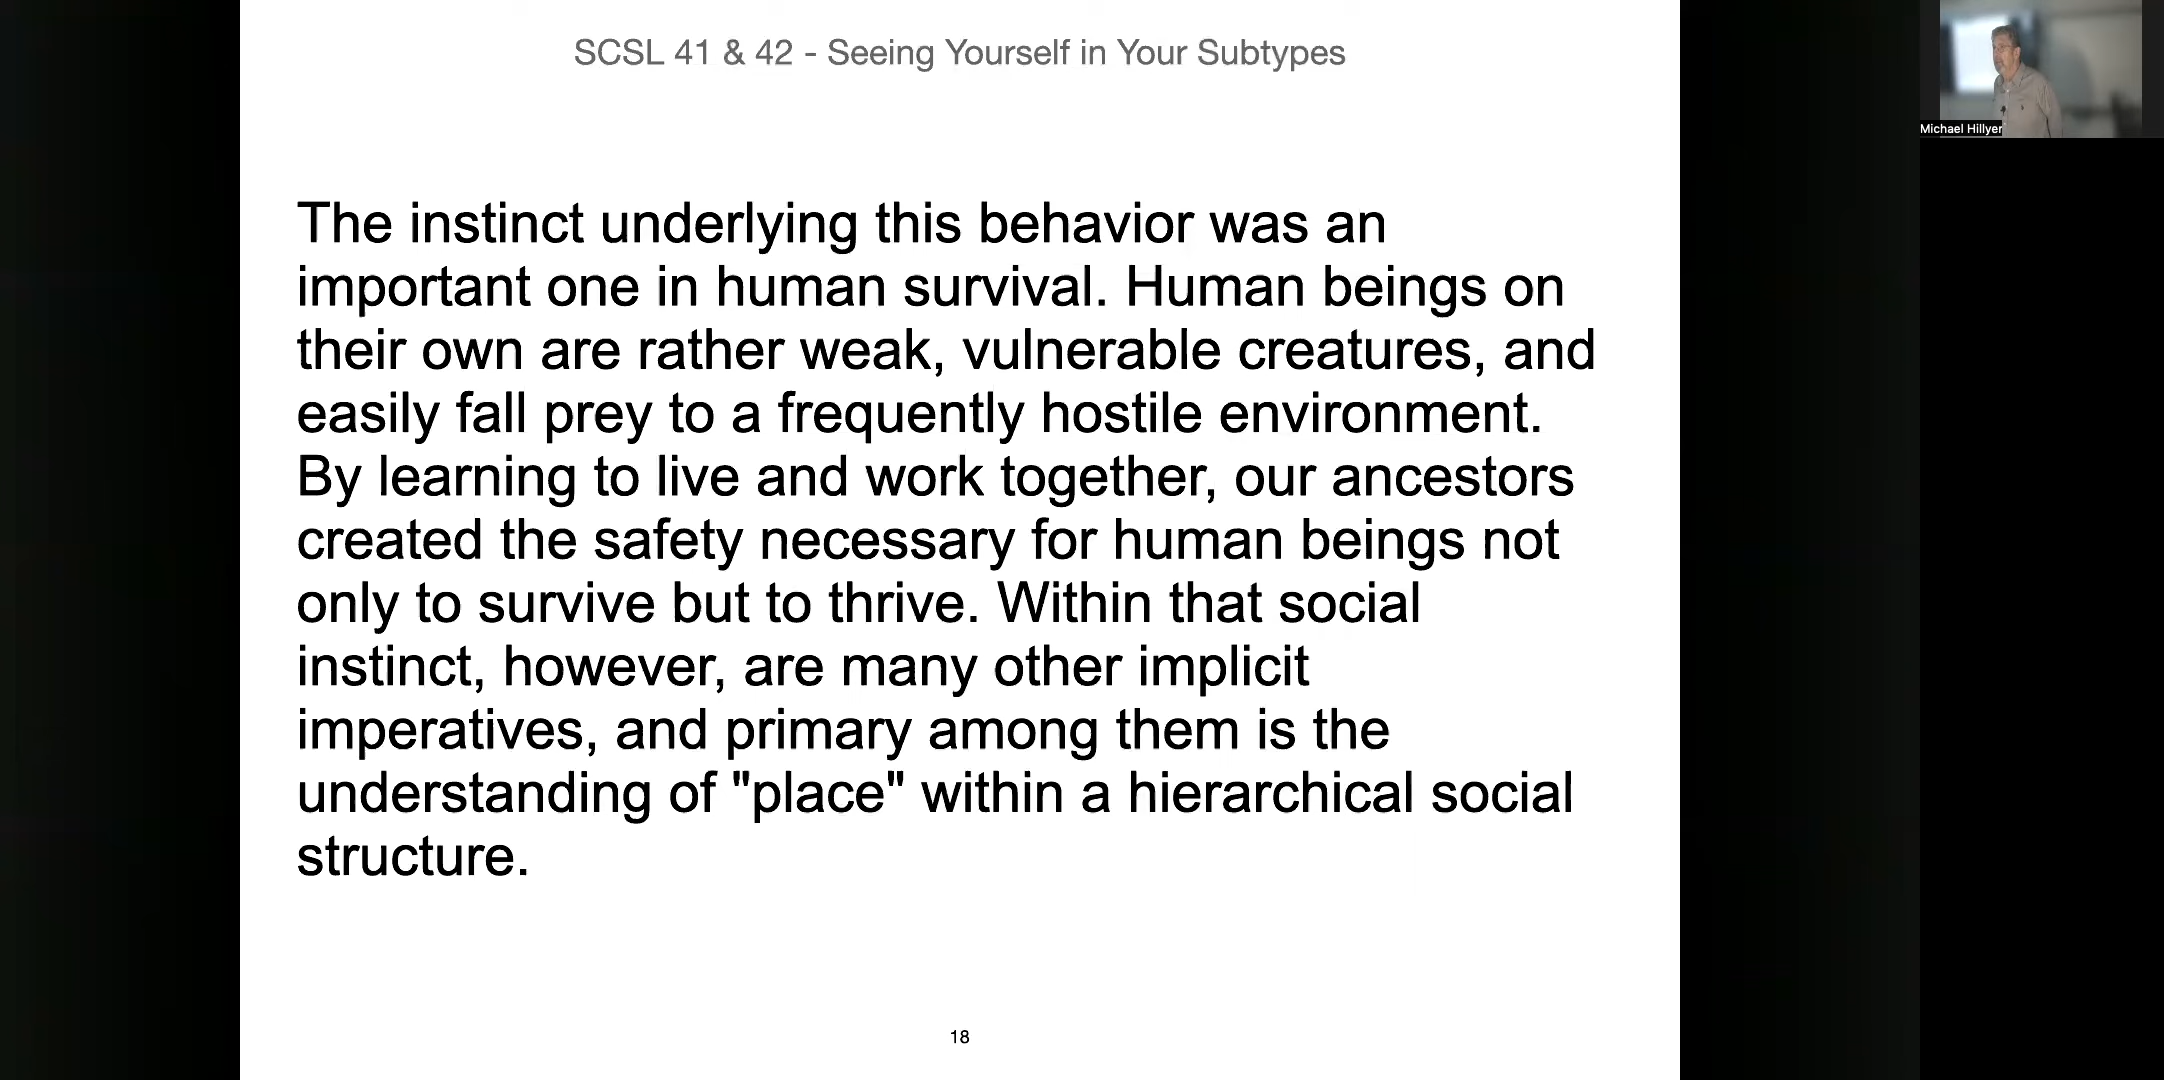 SCSL 41 & 42 - Seeing Yourself in Your Subtypes
Michael Hillyer
The instinct underlying this behavior was an
important one in human survival. Human beings on
their own are rather weak, vulnerable creatures, and
easily fall prey to a frequently hostile environment.
By learning to live and work together, our ancestors
created the safety necessary for human beings not
only to survive but to thrive. Within that social
instinct, however, are many other implicit
imperatives, and primary among them is the
understanding of "place" within a hierarchical social
structure.
18